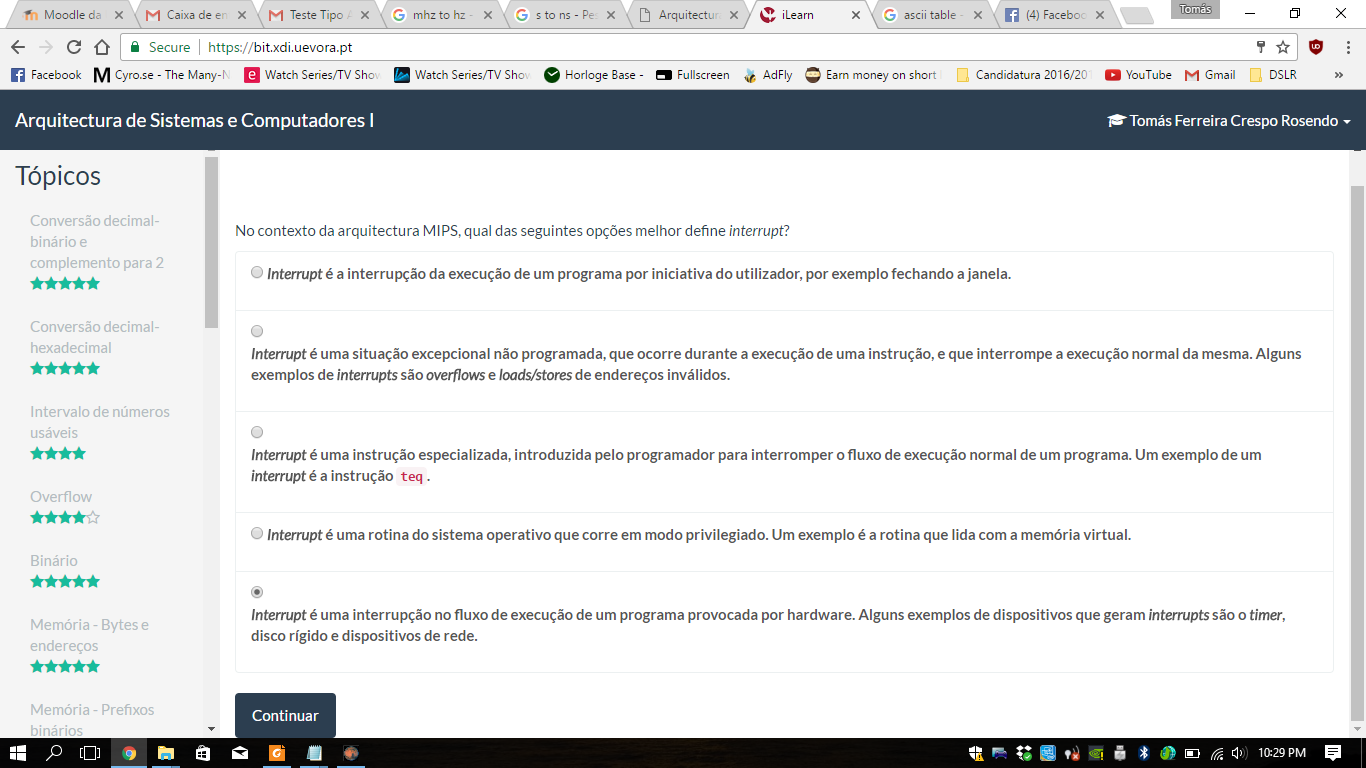 Tomás
Moodle da
Caixa de en
Teste Tipo A
mhz to hz -
s to ns - Pes
Arquitectura
iLearn
ascii table -
(4) Faceboo
Secure
https://bit.xdi.uevora.pt
Facebook
Cyro.se - The Many-N
Watch Series/TV Show
Watch Series/TV Show
Horloge Base -
Fullscreen
AdFly
Earn money on short
Candidatura 2016/20
YouTube
Gmail
DSLR
»
Arquitectura de Sistemas e Computadores I
Tomás Ferreira Crespo Rosendo
Tópicos
Conversão decimal-
binário e
complemento para 2
Conversão decimal-
hexadecimal
Intervalo de números
usáveis
Overflow
Binário
Memória - Bytes e
endereços
Memória - Prefixos
binários
No contexto da arquitectura MIPS, qual das seguintes opções melhor define interrupt?
Interrupt é a interrupção da execução de um programa por iniciativa do utilizador, por exemplo fechando a janela.
Interrupt é uma situação excepcional não programada, que ocorre durante a execução de uma instrução, e que interrompe a execução normal da mesma. Alguns
exemplos de interrupts são overflows e loads/stores de endereços inválidos.
Interrupt é uma instrução especializada, introduzida pelo programador para interromper o fluxo de execução normal de um programa. Um exemplo de um
interrupt é a instrução teq .
Interrupt é uma rotina do sistema operativo que corre em modo privilegiado. Um exemplo é a rotina que lida com a memória virtual.
Interrupt é uma interrupção no fluxo de execução de um programa provocada por hardware. Alguns exemplos de dispositivos que geram interrupts são o timer,
disco rígido e dispositivos de rede.
Continuar
10:29 PM